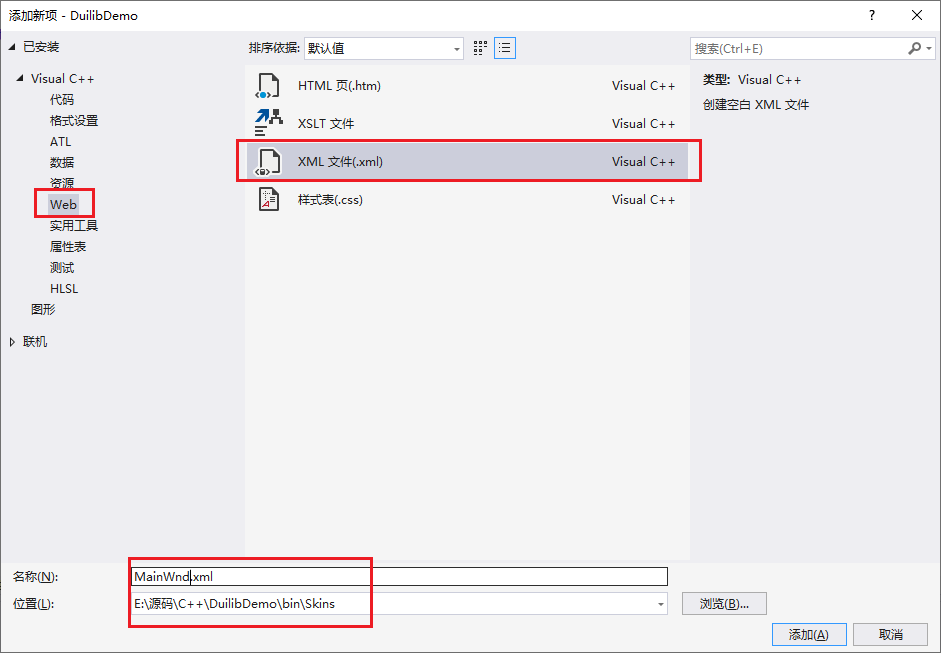 添加新项 - DuilibDemo
?
已安装
排序依据: 默认值
搜索(Ctrl+E)
Visual C++
代码
格式设置
ATL
数据
资源
Web
实用工具
属性表
测试
HLSL
图形
联机
HTML 页(.htm) Visual C++
XSLT 文件 Visual C++
XML 文件(.xml) Visual C++
样式表(.css) Visual C++
类型: Visual C++
创建空白 XML 文件
名称(N): MainWnd.xml
位置(L): E:\源码\C++\DuilibDemo\bin\Skins
浏览(B)...
添加(A) 取消